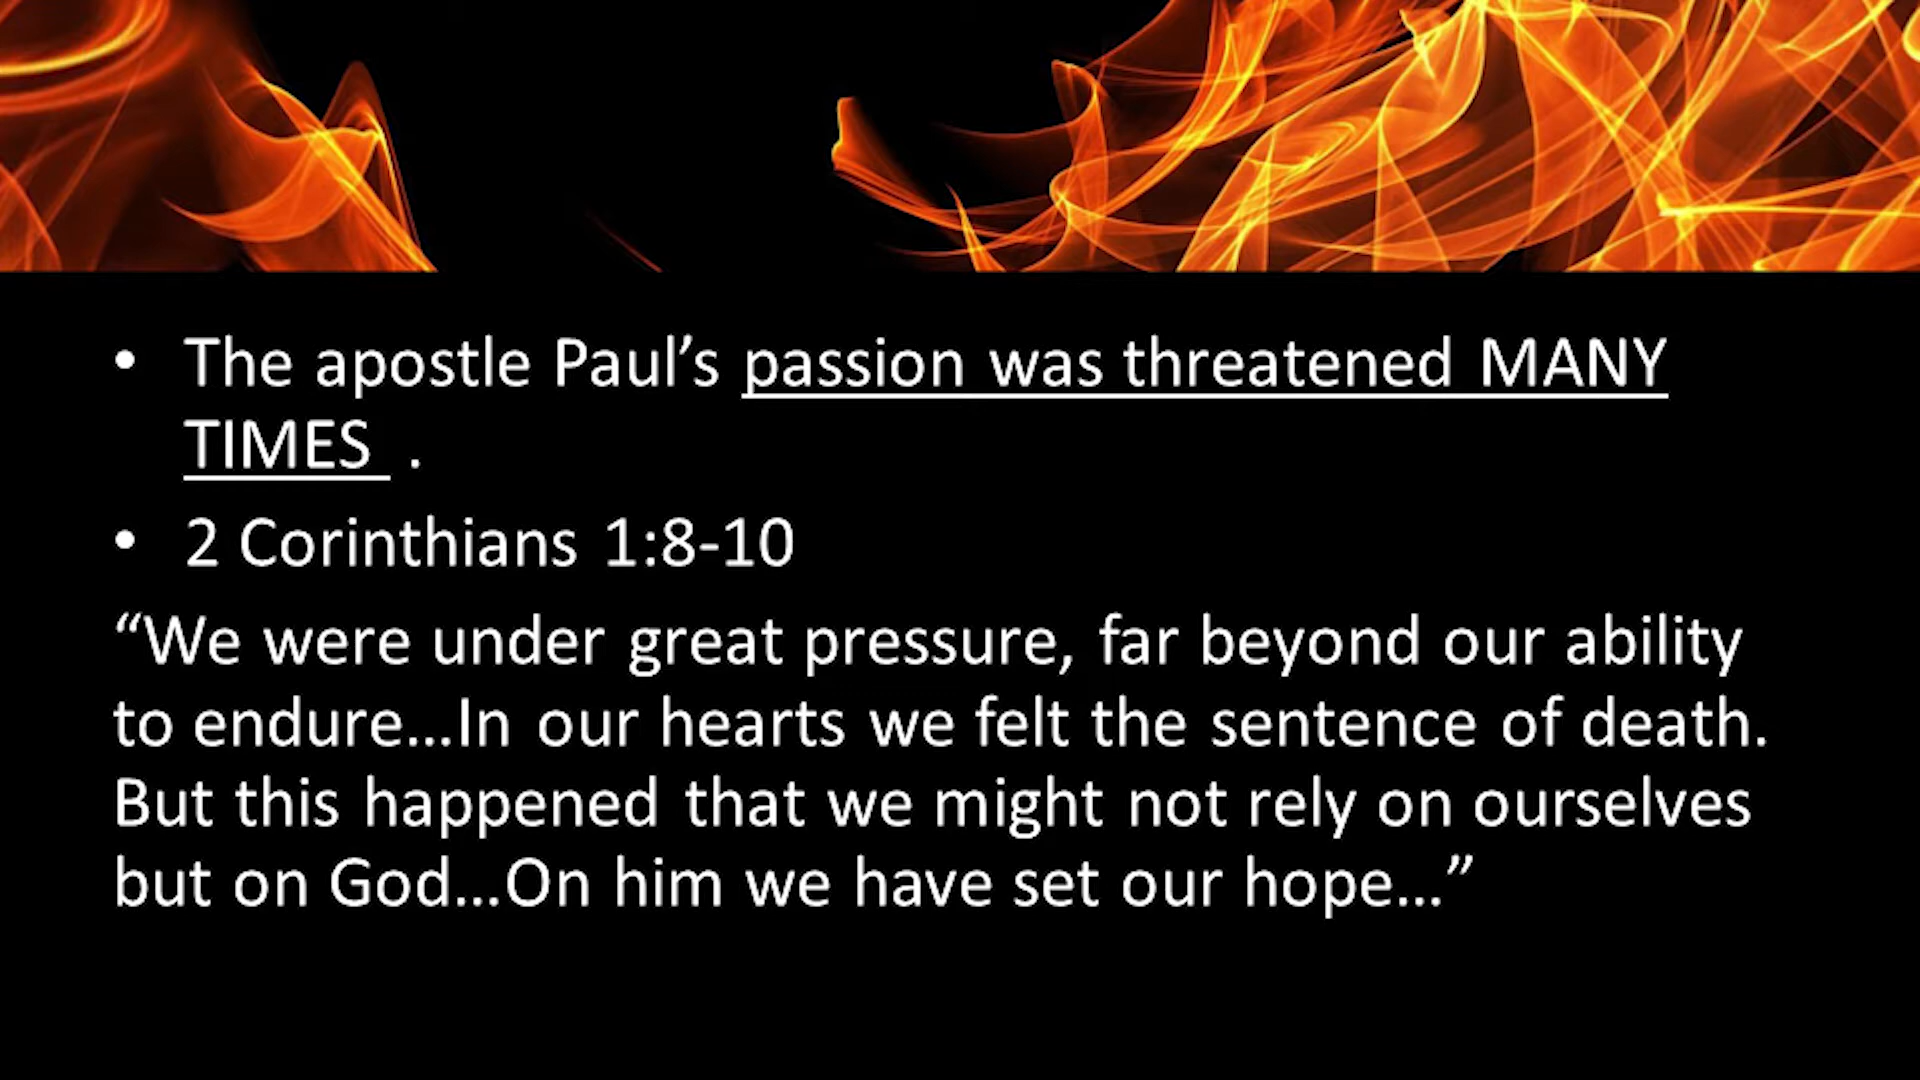 • The apostle Paul’s passion was threatened MANY
TIMES .
• 2 Corinthians 1:8-10
“We were under great pressure, far beyond our ability
to endure…In our hearts we felt the sentence of death.
But this happened that we might not rely on ourselves
but on God…On him we have set our hope…”